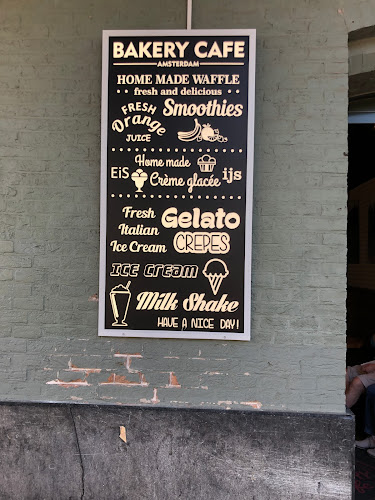 BAKERY CAFE
AMSTERDAM
HOME MADE WAFFLE
fresh and delicious
FRESH
Orange
JUICE
Smoothies
Home made
EiS Crème glacée ijs
Fresh
Italian
Ice Cream
Gelato
CREPES
ICE CREAM
Milk Shake
HAVE A NICE DAY!